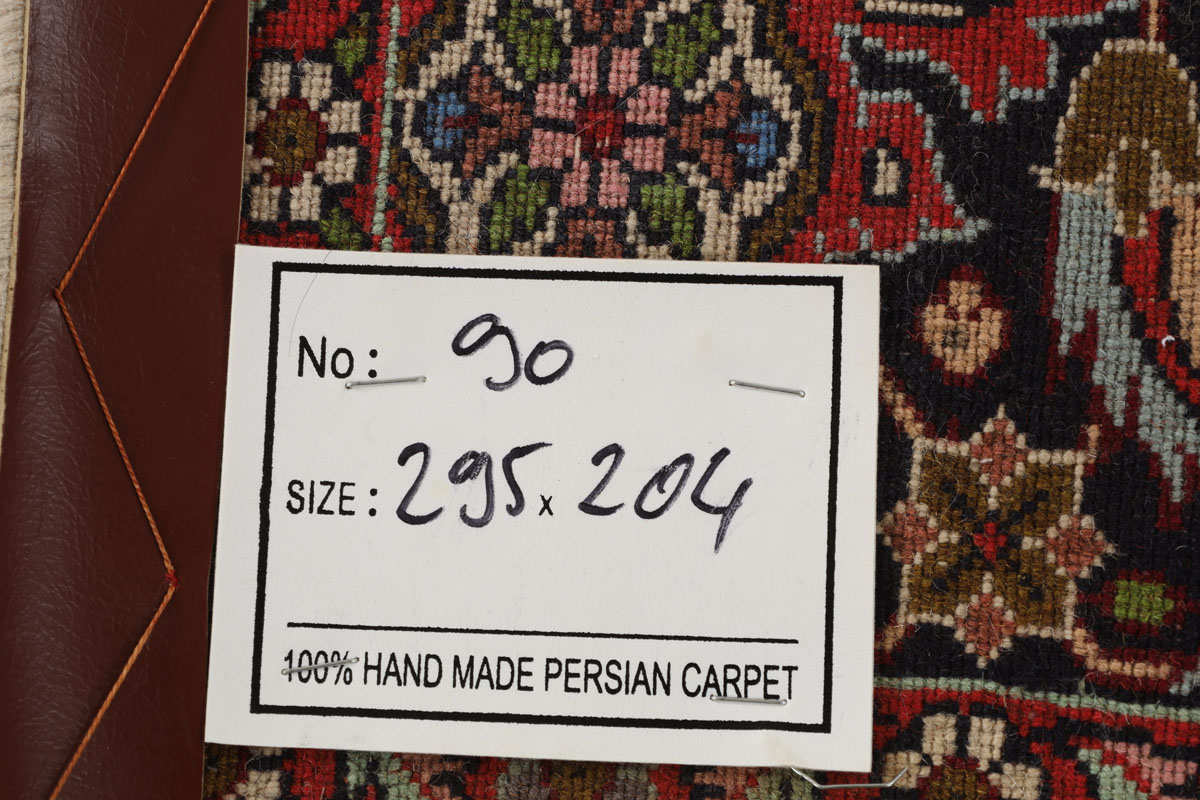 No: 90
SIZE: 295 x 204
100% HAND MADE PERSIAN CARPET